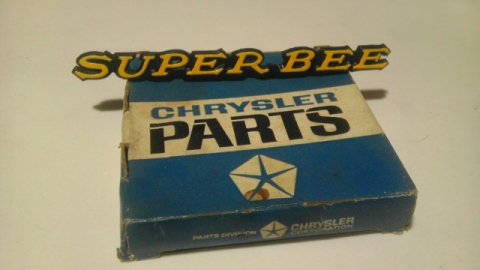 SUPER BEE
CHRYSLER
PARTS
PARTS DIVISION CHRYSLER
CORPORATION